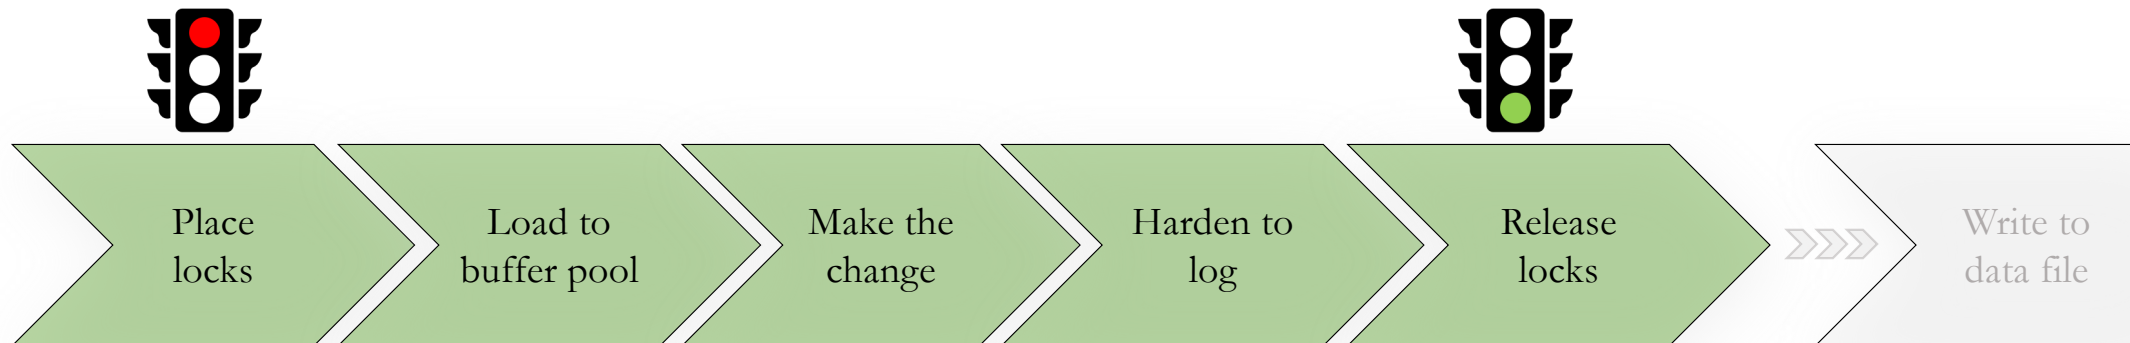 Place
locks
Load to
buffer pool
Make the
change
Harden to
log
Release
locks
Write to
data file